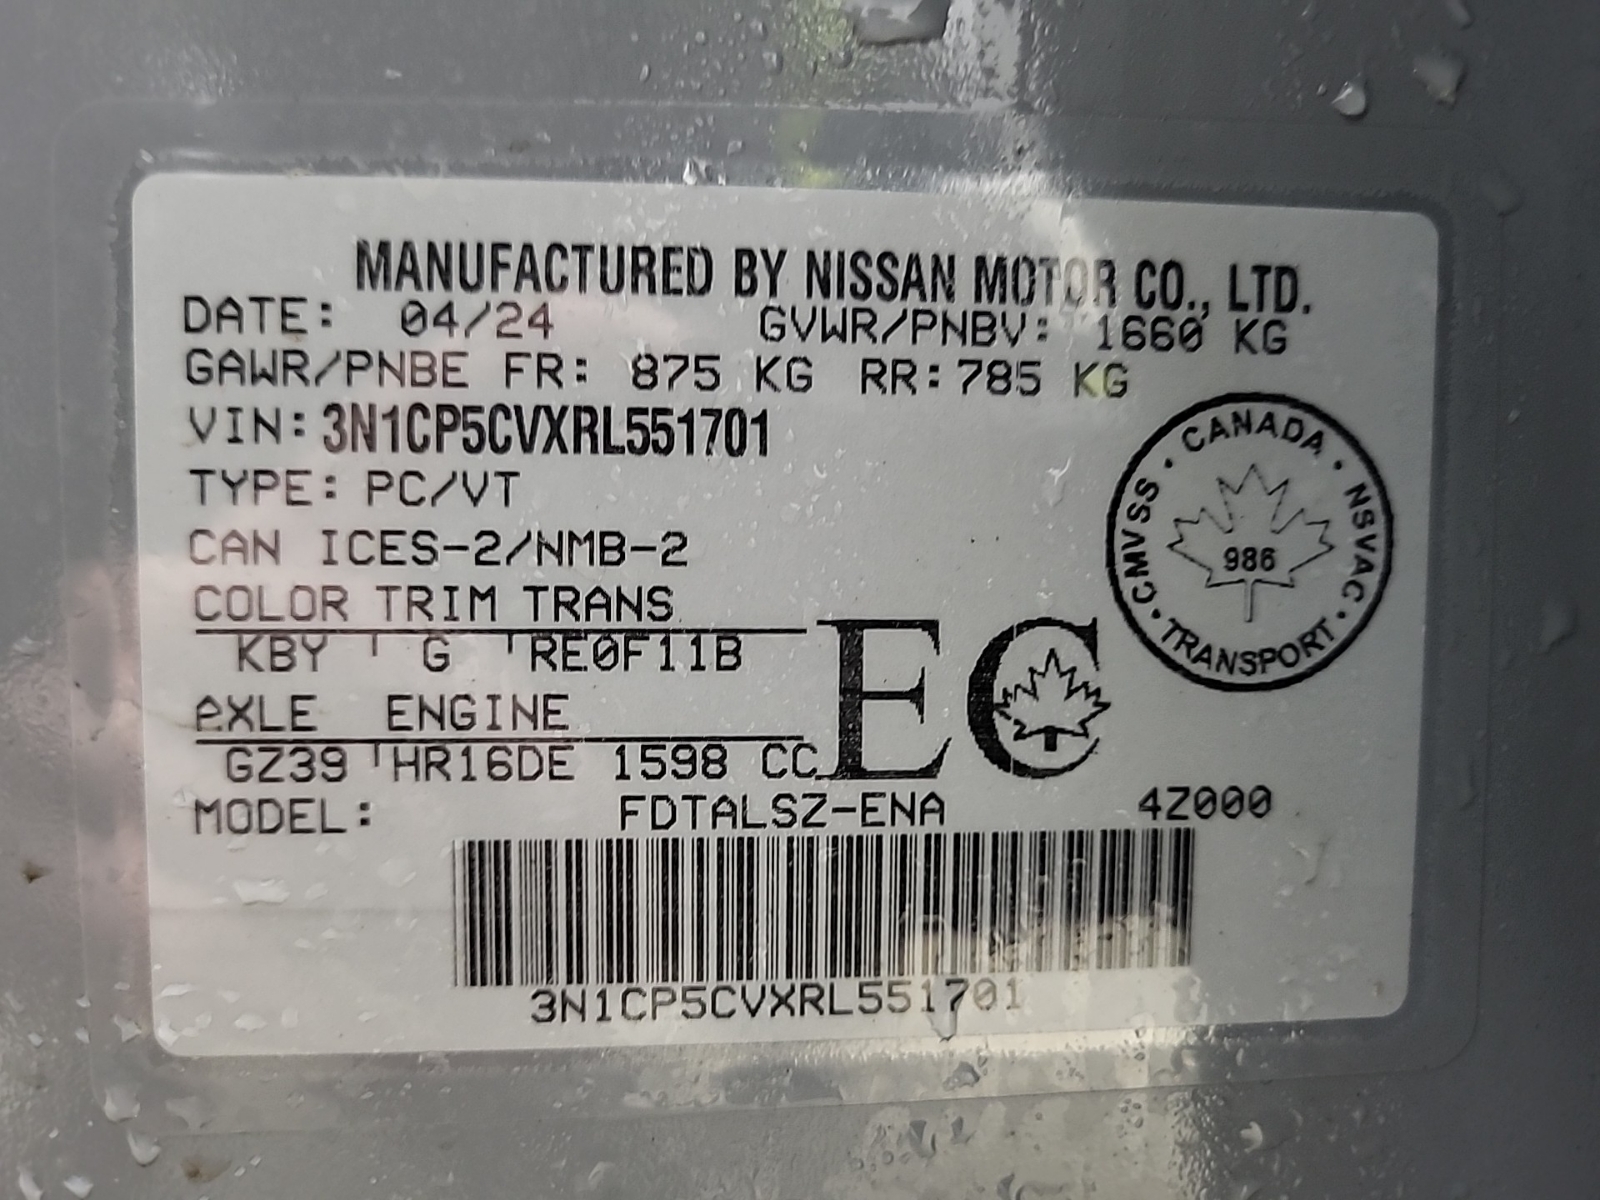 MANUFACTURED BY NISSAN MOTOR CO., LTD.
DATE: 04/24 GVWR/PNBV: 1660 KG
GAWR/PNBE FR: 875 KG RR: 785 KG
VIN: 3N1CP5CVXRL551701
TYPE: PC/VT
CAN ICES-2/NMB-2
COLOR TRIM TRANS
KBY G RE0F11B
AXLE ENGINE
GZ39 HR16DE 1598 CC
EC
CANADA · NSVAC · TRANSPORT · CMVSS ·
986
MODEL: FDTALSZ-ENA 4Z000
3N1CP5CVXRL551701